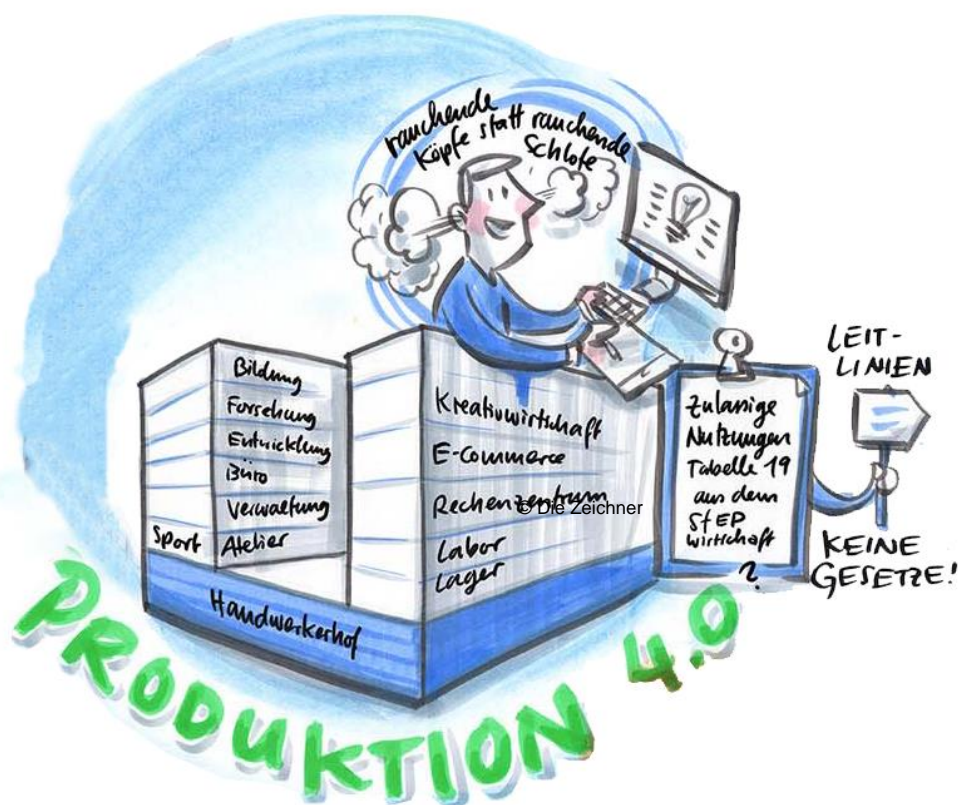 rauchende
Köpfe statt rauchende
Schlote
LEIT-
LINIEN
Bildung
Forschung
Entwicklung
Büro
Verwaltung
Sport
Atelier
Kreativwirtschaft
E-Commerce
Rechenzentrum
© Die Zeichner
Labor
Lager
Zulässige
Nutzungen
Tabelle 19
aus dem
StEP
wirtschaft
?
KEINE
GESETZE!
Handwerkerhof
PRODUKTION 4.0